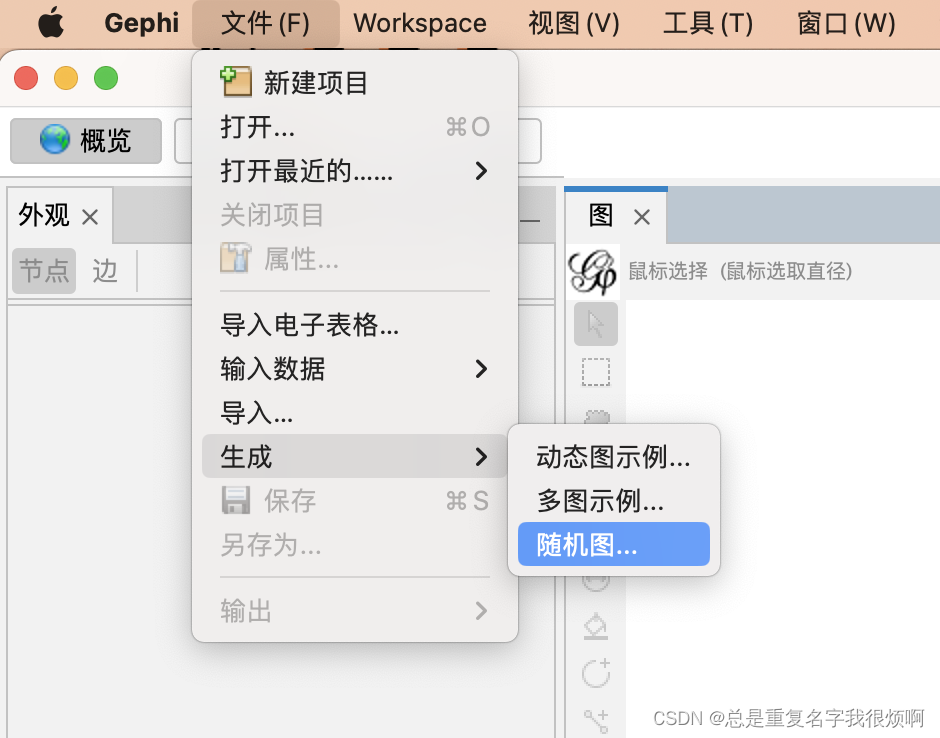 Gephi 文件(F) Workspace 视图(V) 工具(T) 窗口(W)
新建项目
打开... ⌘O
打开最近的......
关闭项目
属性...
导入电子表格...
输入数据
导入...
生成
保存 ⌘S
另存为...
输出
动态图示例...
多图示例...
随机图...
概览
外观 ×
节点 边
图 ×
鼠标选择 (鼠标选取直径)
CSDN @总是重复名字我很烦啊